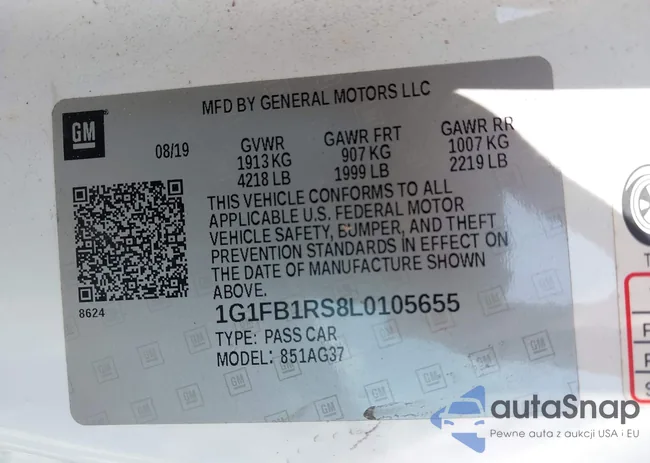 MFD BY GENERAL MOTORS LLC
GM
08/19
GVWR
1913 KG
4218 LB
GAWR FRT
907 KG
1999 LB
GAWR RR
1007 KG
2219 LB
THIS VEHICLE CONFORMS TO ALL
APPLICABLE U.S. FEDERAL MOTOR
VEHICLE SAFETY, BUMPER, AND THEFT
PREVENTION STANDARDS IN EFFECT ON
THE DATE OF MANUFACTURE SHOWN
ABOVE.
8624
1G1FB1RS8L0105655
TYPE: PASS CAR
MODEL: 851AG37
autaSnap
Pewne auta z aukcji USA i EU